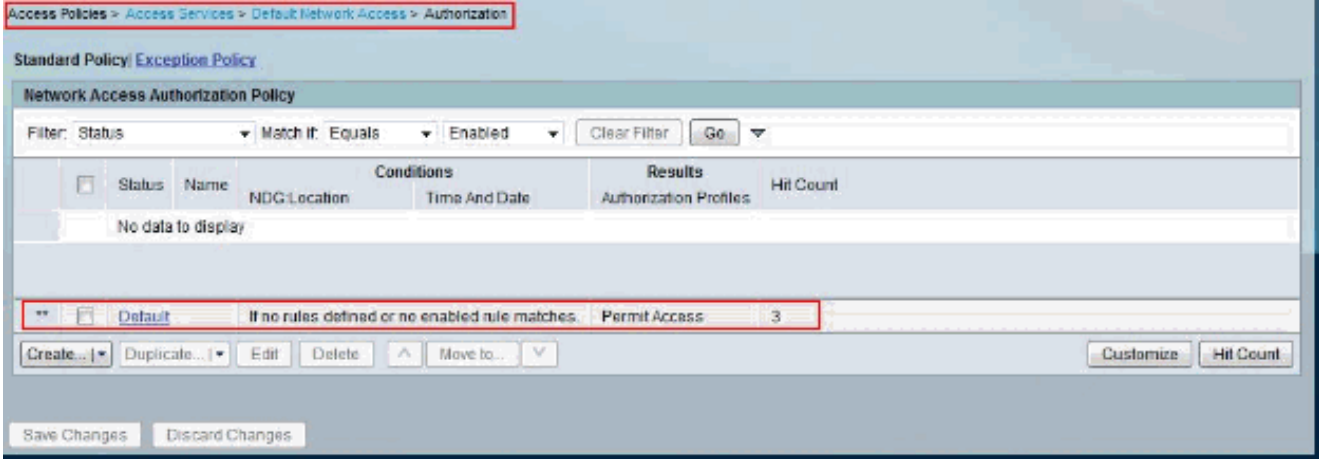 Access Policies > Access Services > Default Network Access > Authorization
Standard Policy| Exception Policy
Network Access Authorization Policy
Filter: Status Match if: Equals Enabled Clear Filter Go
Conditions Results
Status Name Hit Count
NDG:Location Time And Date Authorization Profiles
No data to display
** Default If no rules defined or no enabled rule matches. Permit Access 3
Create... | Duplicate... | Edit Delete ^ Move to... V Customize Hit Count
Save Changes Discard Changes